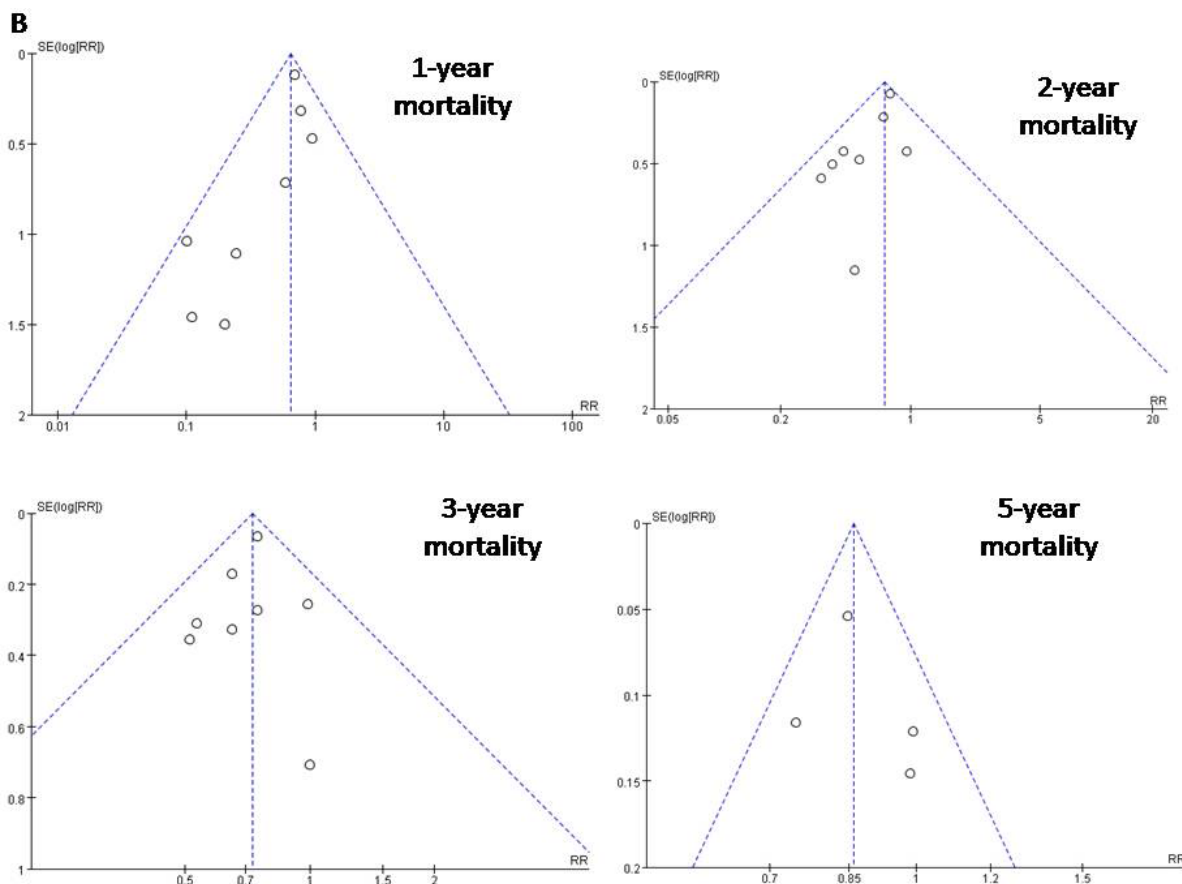 B
SE(log[RR])
1-year
mortality
0
0.5
1
1.5
2
RR
0.01
0.1
1
10
100
SE(log[RR])
2-year
mortality
0
0.5
1
1.5
2
RR
0.05
0.2
1
5
20
SE(log[RR])
3-year
mortality
0
0.2
0.4
0.6
0.8
1
RR
0.5
0.7
1
1.5
2
SE(log[RR])
5-year
mortality
0
0.05
0.1
0.15
0.2
RR
0.7
0.85
1
1.2
1.5